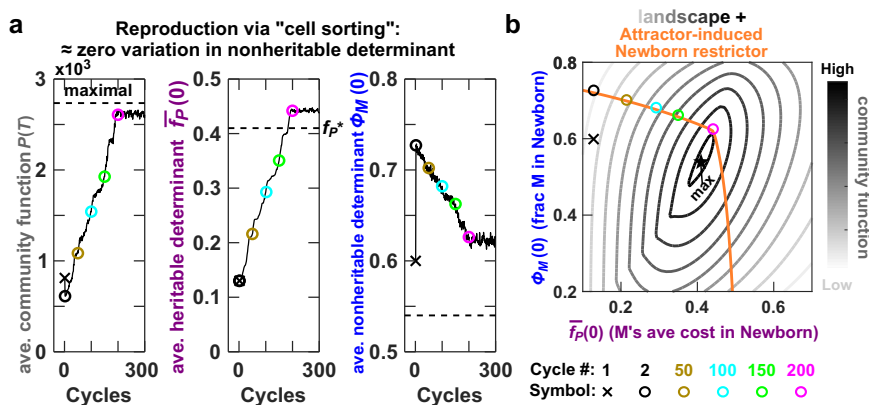 a
Reproduction via "cell sorting":
≈ zero variation in nonheritable determinant
×10³
3
2
1
0
maximal
ave. community function P(T)
0
300
Cycles
0.5
0.4
0.3
0.2
0.1
0.0
fP*
ave. heritable determinant fP(0)
0
300
Cycles
0.8
0.7
0.6
0.5
ave. nonheritable determinant ΦM(0)
0
300
Cycles
b
landscape +
Attractor-induced
Newborn restrictor
0.8
0.6
0.4
0.2
ΦM(0) (frac M in Newborn)
max
0.2
0.4
0.6
fP(0) (M's ave cost in Newborn)
High
community function
Low
Cycle #: 1 2 50 100 150 200
Symbol: × o o o o o